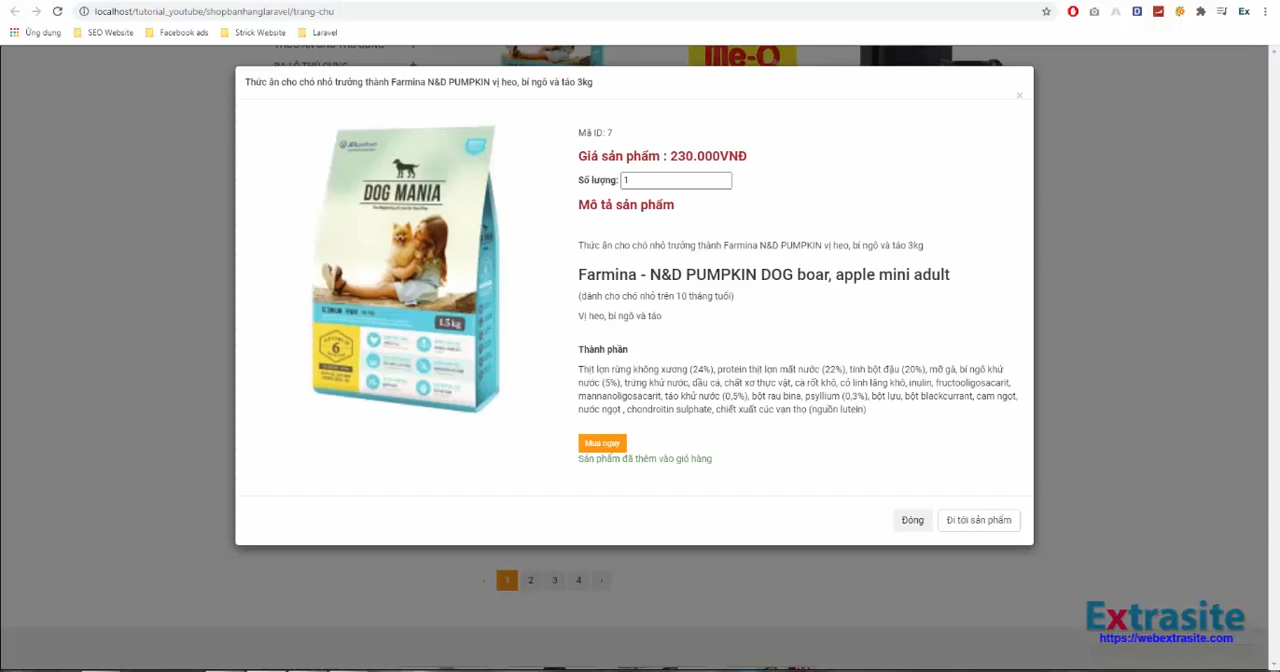 localhost/tutorial_youtube/shopbanhanglaravel/trang-chu
Ex
Ứng dụng SEO Website Facebook ads Strick Website Laravel
Me-O
Thức ăn cho chó nhỏ trưởng thành Farmina N&D PUMPKIN vị heo, bí ngô và táo 3kg
×
Mã ID: 7
Giá sản phẩm : 230.000VNĐ
Số lượng: 1
Mô tả sản phẩm
Thức ăn cho chó nhỏ trưởng thành Farmina N&D PUMPKIN vị heo, bí ngô và táo 3kg
Farmina - N&D PUMPKIN DOG boar, apple mini adult
(dành cho chó nhỏ trên 10 tháng tuổi)
Vị heo, bí ngô và táo
Thành phần
Thịt lợn rừng không xương (24%), protein thịt lợn mất nước (22%), tinh bột đậu (20%), mỡ gà, bí ngô khử
nước (5%), trứng khử nước, dầu cá, chất xơ thực vật, cà rốt khô, cỏ linh lăng khô, inulin, fructooligosacarit,
mannanoligosacarit, táo khử nước (0,5%), bột rau bina, psyllium (0,3%), bột lựu, bột blackcurrant, cam ngọt,
nước ngọt , chondroitin sulphate, chiết xuất cúc vạn thọ (nguồn lutein)
Mua ngay
Sản phẩm đã thêm vào giỏ hàng
DOG MANIA
1.5 kg
6
Đóng Đi tới sản phẩm
‹ 1 2 3 4 ›
Extrasite
https://webextrasite.com